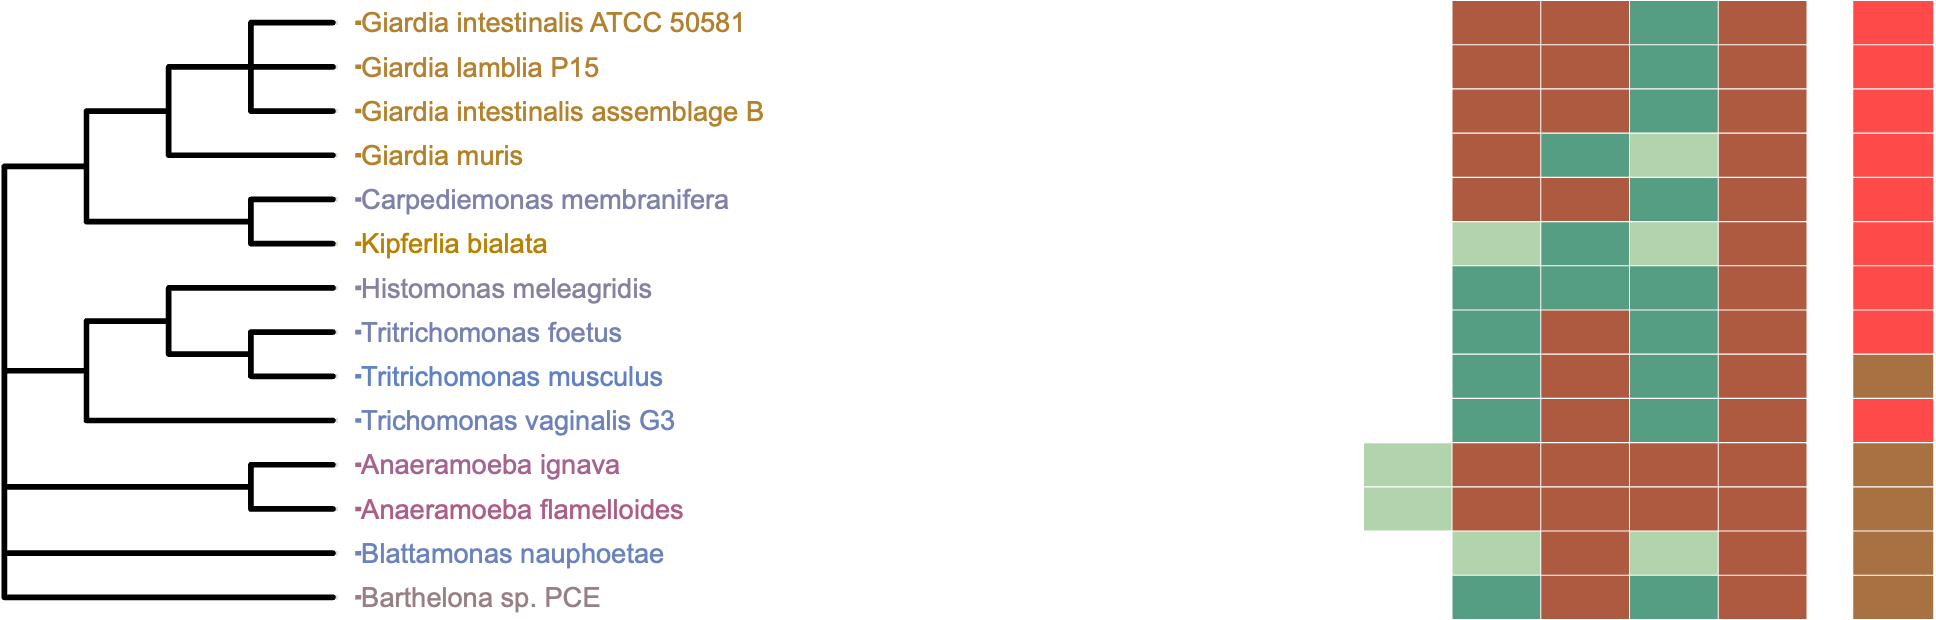 -Giardia intestinalis ATCC 50581
-Giardia lamblia P15
-Giardia intestinalis assemblage B
-Giardia muris
-Carpediemonas membranifera
-Kipferlia bialata
-Histomonas meleagridis
-Tritrichomonas foetus
-Tritrichomonas musculus
-Trichomonas vaginalis G3
-Anaeramoeba ignava
-Anaeramoeba flamelloides
-Blattamonas nauphoetae
-Barthelona sp. PCE